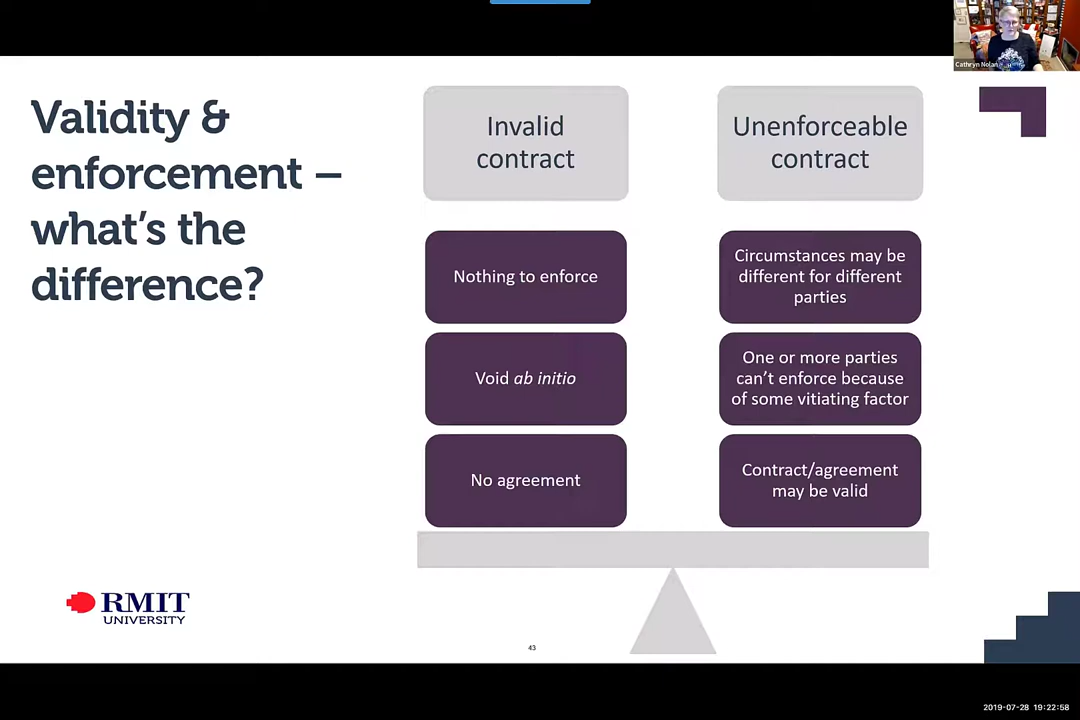 Cathryn Nolan
Validity &
enforcement –
what's the
difference?
Invalid
contract
Nothing to enforce
Void ab initio
No agreement
Unenforceable
contract
Circumstances may be
different for different
parties
One or more parties
can't enforce because
of some vitiating factor
Contract/agreement
may be valid
RMIT
UNIVERSITY
43
2019-07-28 19:22:58